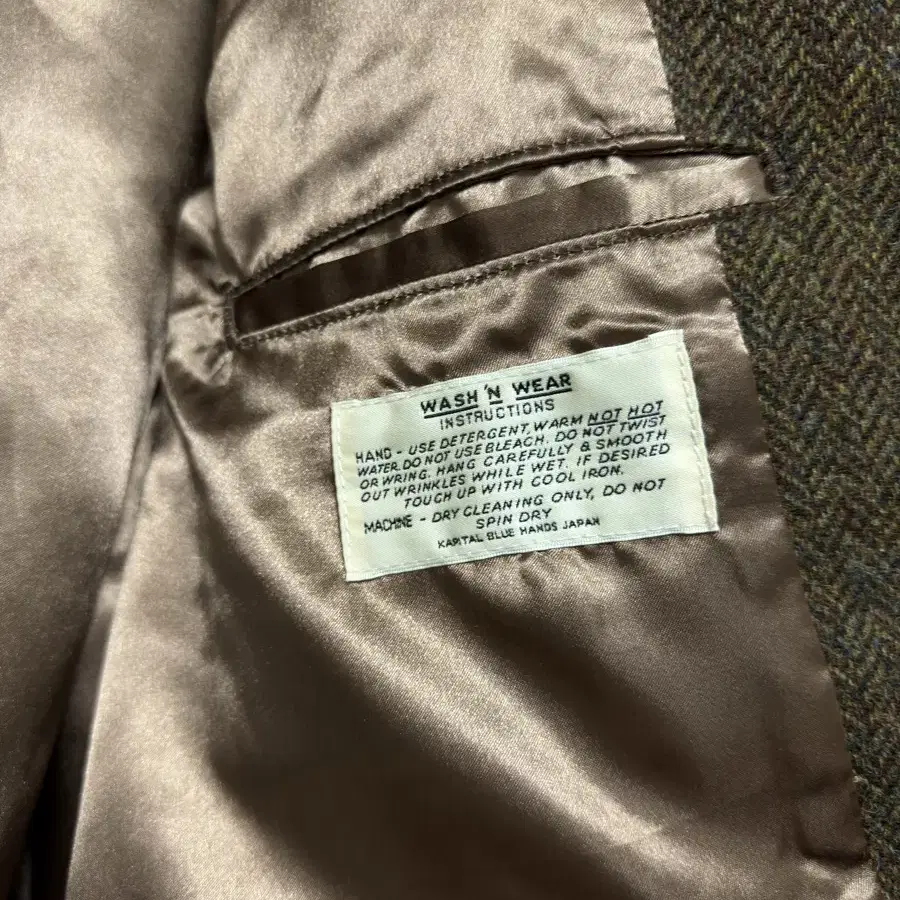 WASH 'N WEAR
INSTRUCTIONS
HAND - USE DETERGENT, WARM NOT HOT
WATER. DO NOT USE BLEACH. DO NOT TWIST
OR WRING. HANG CAREFULLY & SMOOTH
OUT WRINKLES WHILE WET. IF DESIRED
TOUCH UP WITH COOL IRON.
MACHINE - DRY CLEANING ONLY, DO NOT
SPIN DRY
KAPITAL BLUE HANDS JAPAN